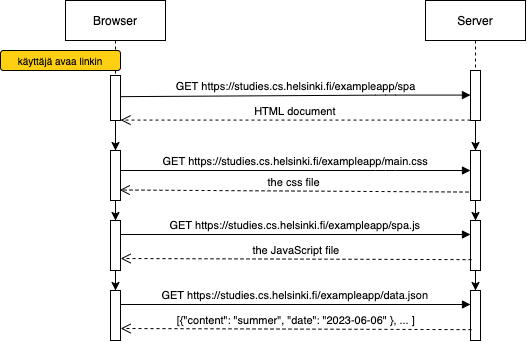 Browser
Server
käyttäjä avaa linkin
GET https://studies.cs.helsinki.fi/exampleapp/spa
HTML document
GET https://studies.cs.helsinki.fi/exampleapp/main.css
the css file
GET https://studies.cs.helsinki.fi/exampleapp/spa.js
the JavaScript file
GET https://studies.cs.helsinki.fi/exampleapp/data.json
[{"content": "summer", "date": "2023-06-06" }, ... ]